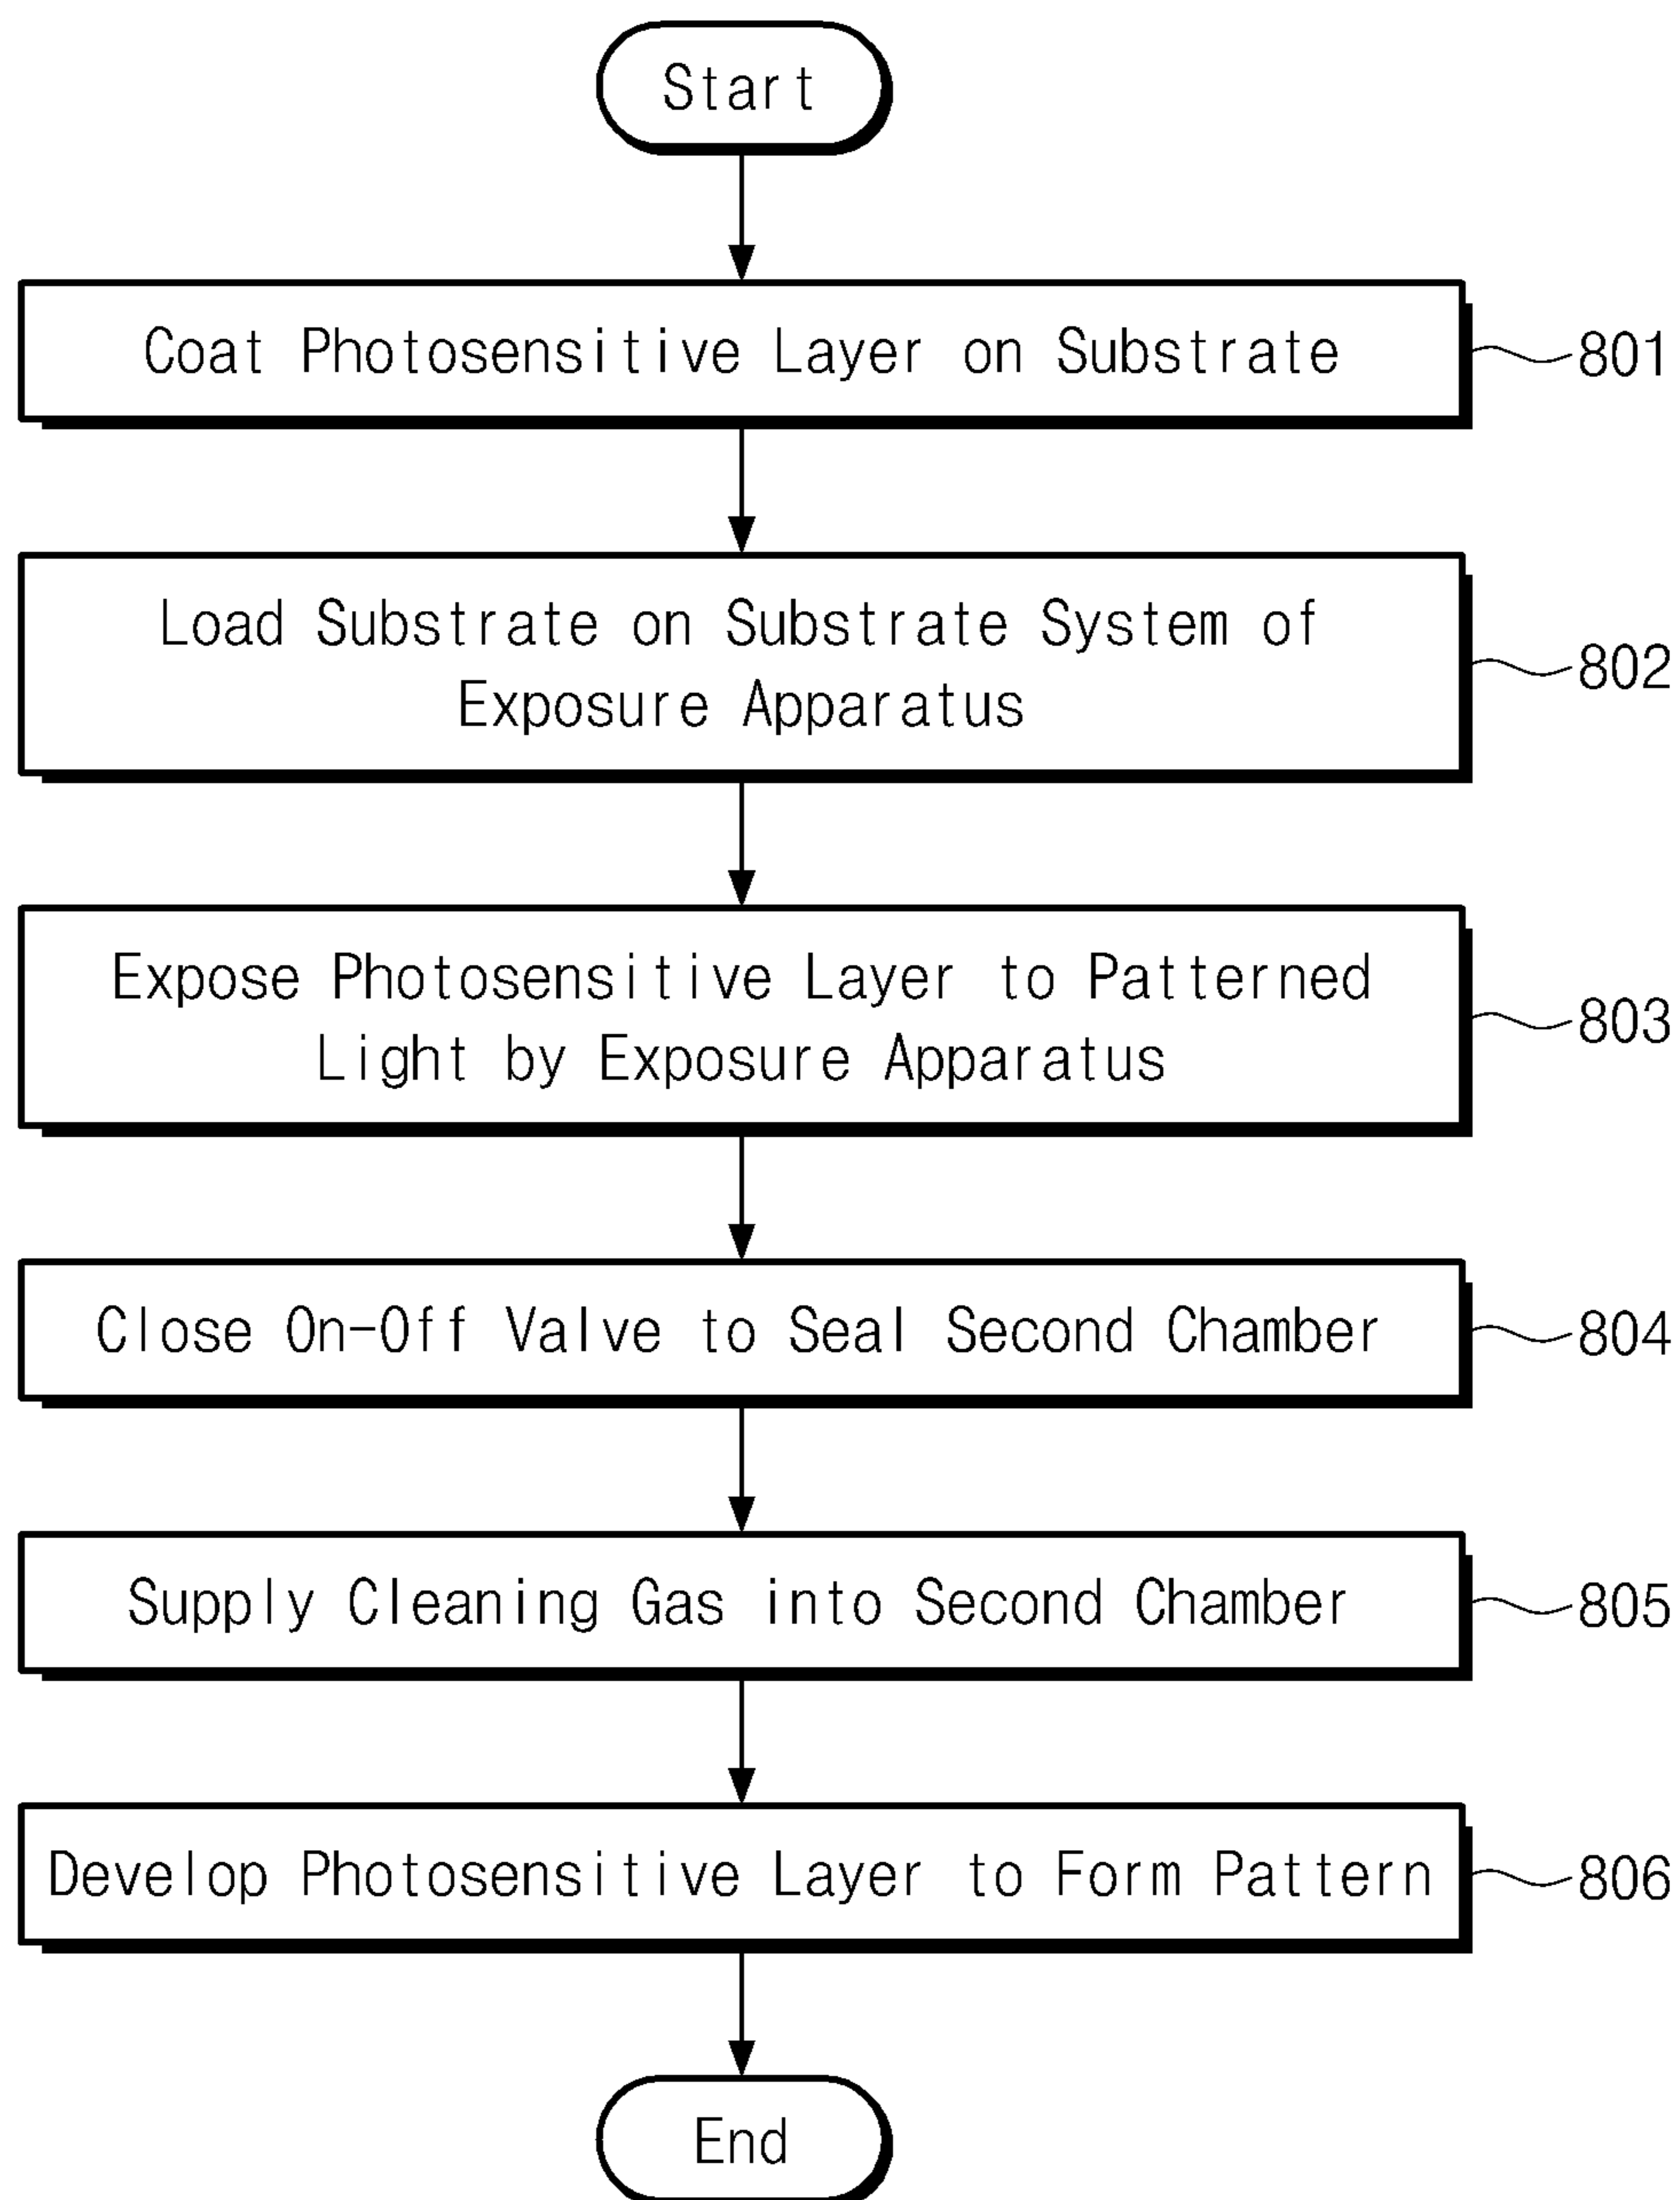 Start
Coat Photosensitive Layer on Substrate
801
Load Substrate on Substrate System of
Exposure Apparatus
802
Expose Photosensitive Layer to Patterned
Light by Exposure Apparatus
803
Close On-Off Valve to Seal Second Chamber
804
Supply Cleaning Gas into Second Chamber
805
Develop Photosensitive Layer to Form Pattern
806
End